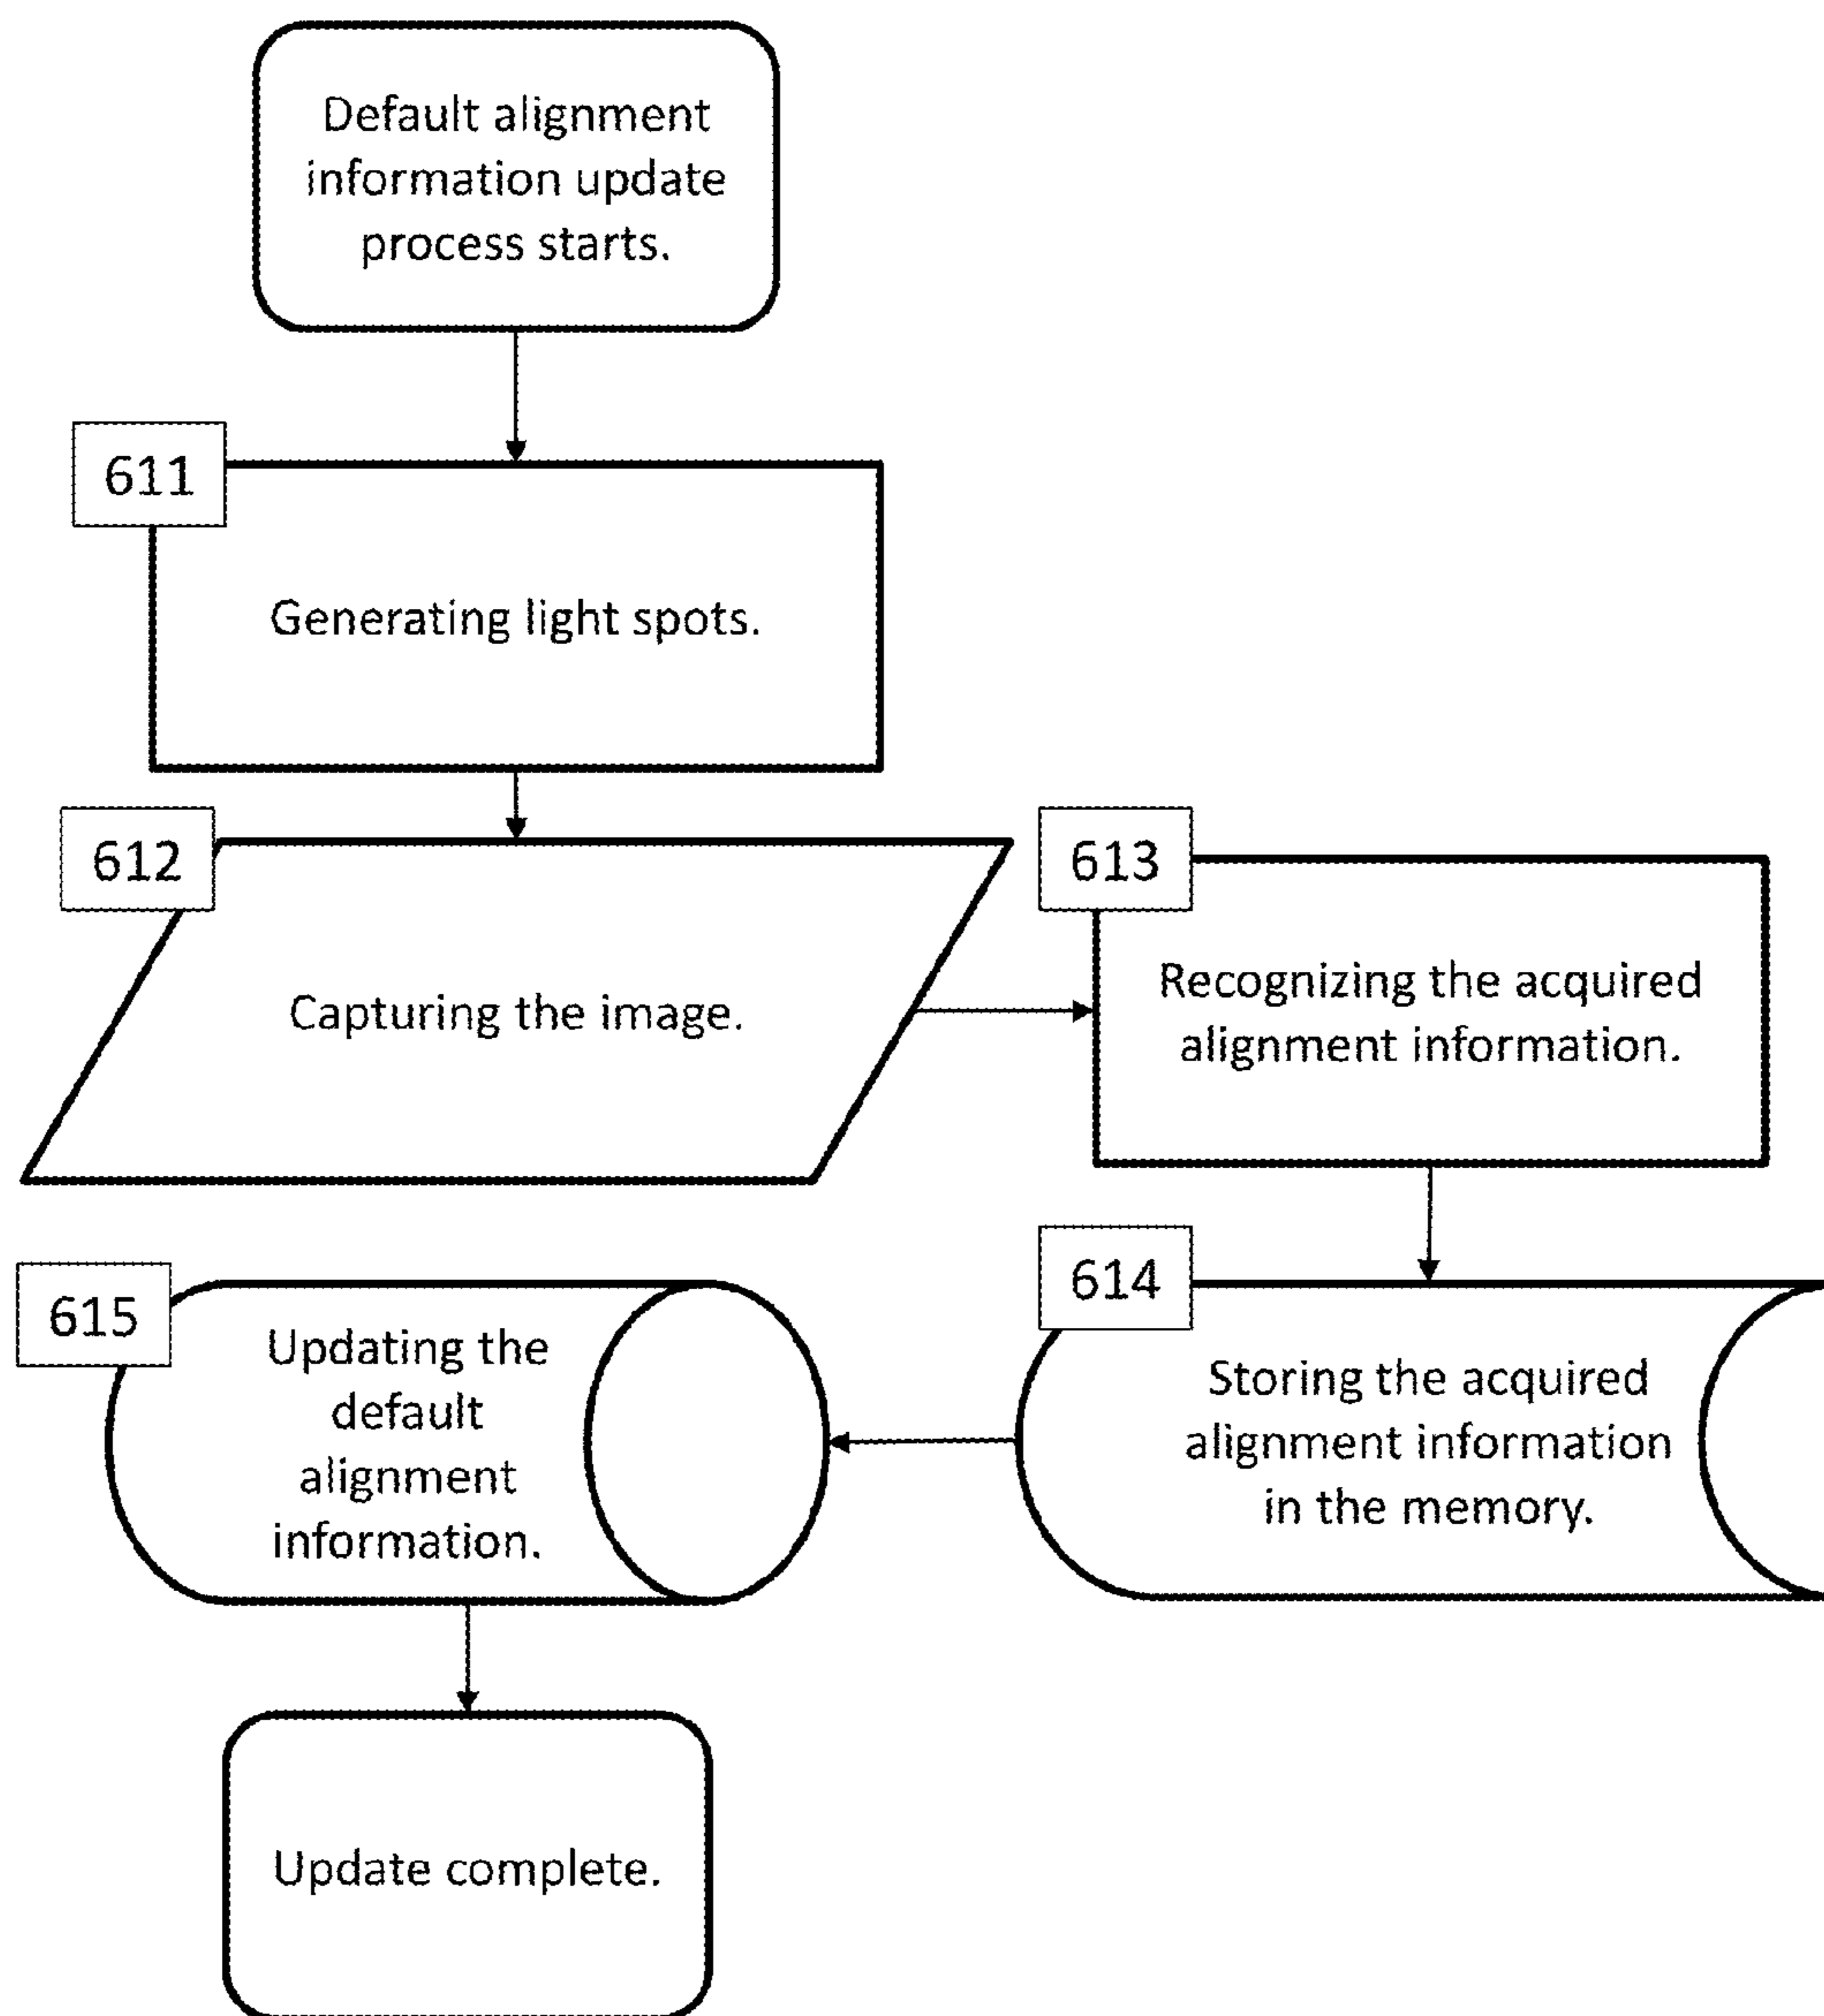 Default alignment
information update
process starts.
611
Generating light spots.
612
Capturing the image.
613
Recognizing the acquired
alignment information.
614
Storing the acquired
alignment information
in the memory.
615
Updating the
default
alignment
information.
Update complete.